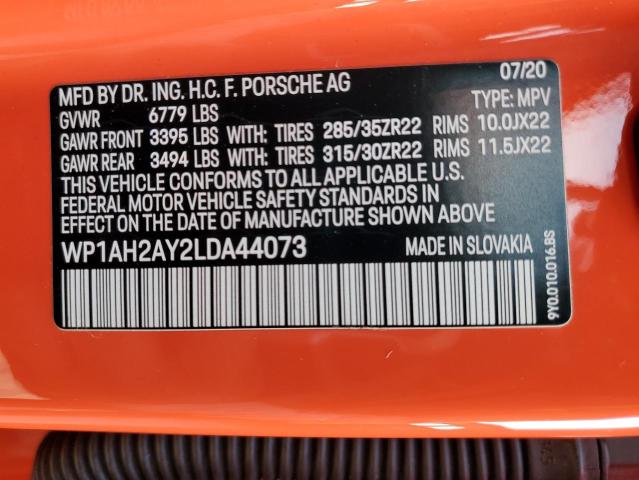 MFD BY DR. ING. H.C. F. PORSCHE AG 07/20
GVWR 6779 LBS TYPE: MPV
GAWR FRONT 3395 LBS WITH: TIRES 285/35ZR22 RIMS 10.0JX22
GAWR REAR 3494 LBS WITH: TIRES 315/30ZR22 RIMS 11.5JX22
THIS VEHICLE CONFORMS TO ALL APPLICABLE U.S.
FEDERAL MOTOR VEHICLE SAFETY STANDARDS IN
EFFECT ON THE DATE OF MANUFACTURE SHOWN ABOVE
WP1AH2AY2LDA44073 MADE IN SLOVAKIA
9Y0.010.016.BS